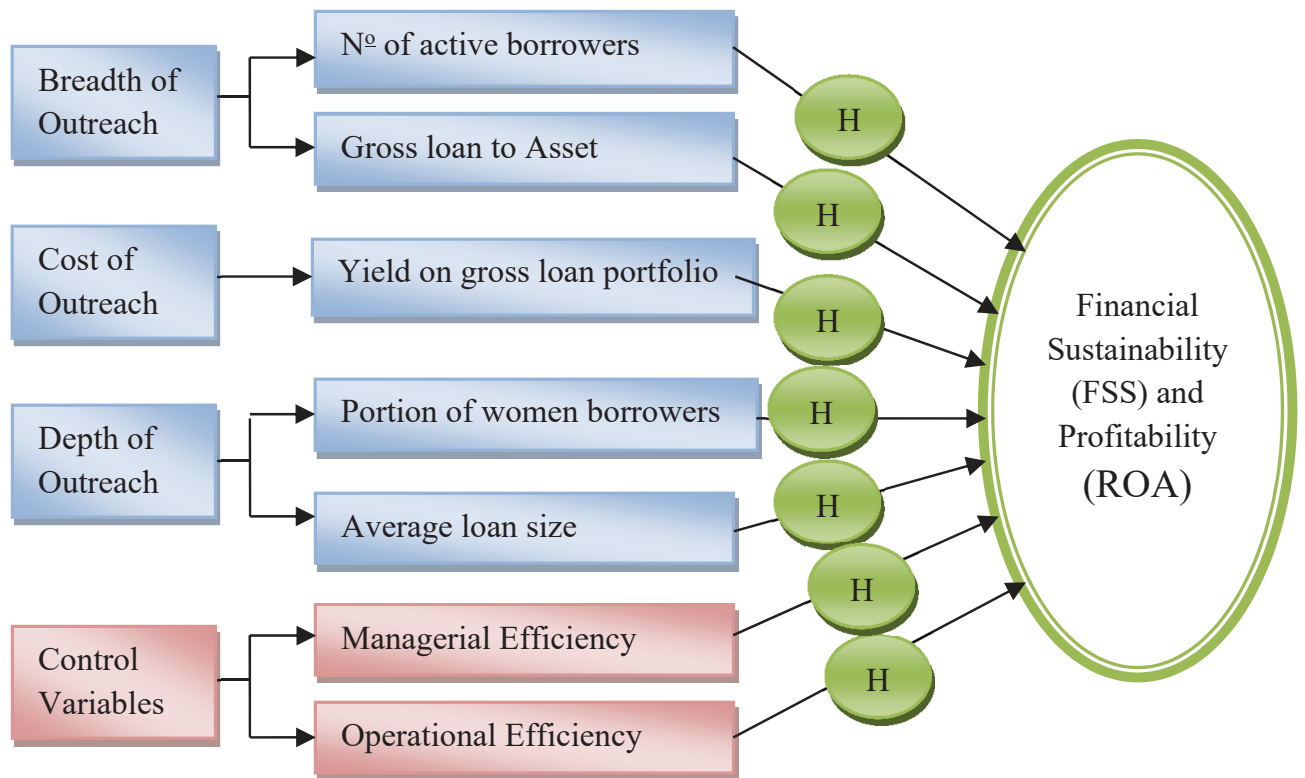 Breadth of
Outreach
Nº of active borrowers
Gross loan to Asset
H
H
Cost of
Outreach
Yield on gross loan portfolio
H
Depth of
Outreach
Portion of women borrowers
Average loan size
H
H
Control
Variables
Managerial Efficiency
Operational Efficiency
H
H
Financial
Sustainability
(FSS) and
Profitability
(ROA)